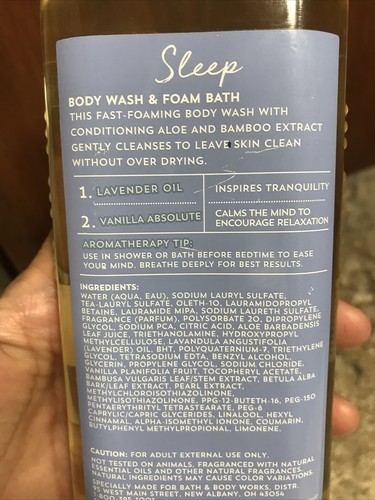 Sleep
BODY WASH & FOAM BATH
THIS FAST-FOAMING BODY WASH WITH
CONDITIONING ALOE AND BAMBOO EXTRACT
GENTLY CLEANSES TO LEAVE SKIN CLEAN
WITHOUT OVER DRYING.
1. LAVENDER OIL INSPIRES TRANQUILITY
2. VANILLA ABSOLUTE CALMS THE MIND TO
ENCOURAGE RELAXATION
AROMATHERAPY TIP:
USE IN SHOWER OR BATH BEFORE BEDTIME TO EASE
YOUR MIND. BREATHE DEEPLY FOR BEST RESULTS.
INGREDIENTS:
WATER (AQUA, EAU), SODIUM LAURYL SULFATE,
TEA-LAURYL SULFATE, OLETH-10, LAURAMIDOPROPYL
BETAINE, LAURAMIDE MIPA, SODIUM LAURETH SULFATE,
FRAGRANCE (PARFUM), POLYSORBATE 20, DIPROPYLENE
GLYCOL, SODIUM PCA, CITRIC ACID, ALOE BARBADENSIS
LEAF JUICE, TRIETHANOLAMINE, HYDROXYPROPYL
METHYLCELLULOSE, LAVANDULA ANGUSTIFOLIA
(LAVENDER) OIL, BHT, POLYQUATERNIUM-7, TRIETHYLENE
GLYCOL, TETRASODIUM EDTA, BENZYL ALCOHOL,
GLYCERIN, PROPYLENE GLYCOL, SODIUM CHLORIDE,
VANILLA PLANIFOLIA FRUIT, TOCOPHERYL ACETATE,
BAMBUSA VULGARIS LEAF/STEM EXTRACT, BETULA ALBA
BARK/LEAF EXTRACT, PEARL EXTRACT,
METHYLCHLOROISOTHIAZOLINONE,
METHYLISOTHIAZOLINONE, PPG-12-BUTETH-16, PEG-150
PENTAERYTHRITYL TETRASTEARATE, PEG-6
CAPRYLIC/CAPRIC GLYCERIDES, LINALOOL, HEXYL
CINNAMAL, ALPHA-ISOMETHYL IONONE, COUMARIN,
BUTYLPHENYL METHYLPROPIONAL, LIMONENE.
CAUTION: FOR ADULT EXTERNAL USE ONLY.
NOT TESTED ON ANIMALS. FRAGRANCED WITH NATURAL
ESSENTIAL OILS AND OTHER NATURAL FRAGRANCES.
NATURAL INGREDIENTS MAY CAUSE COLOR VARIATIONS.
SPECIALLY MADE FOR BATH & BODY WORKS, DISTR.
95 WEST MAIN STREET, NEW ALBANY, OH 43054